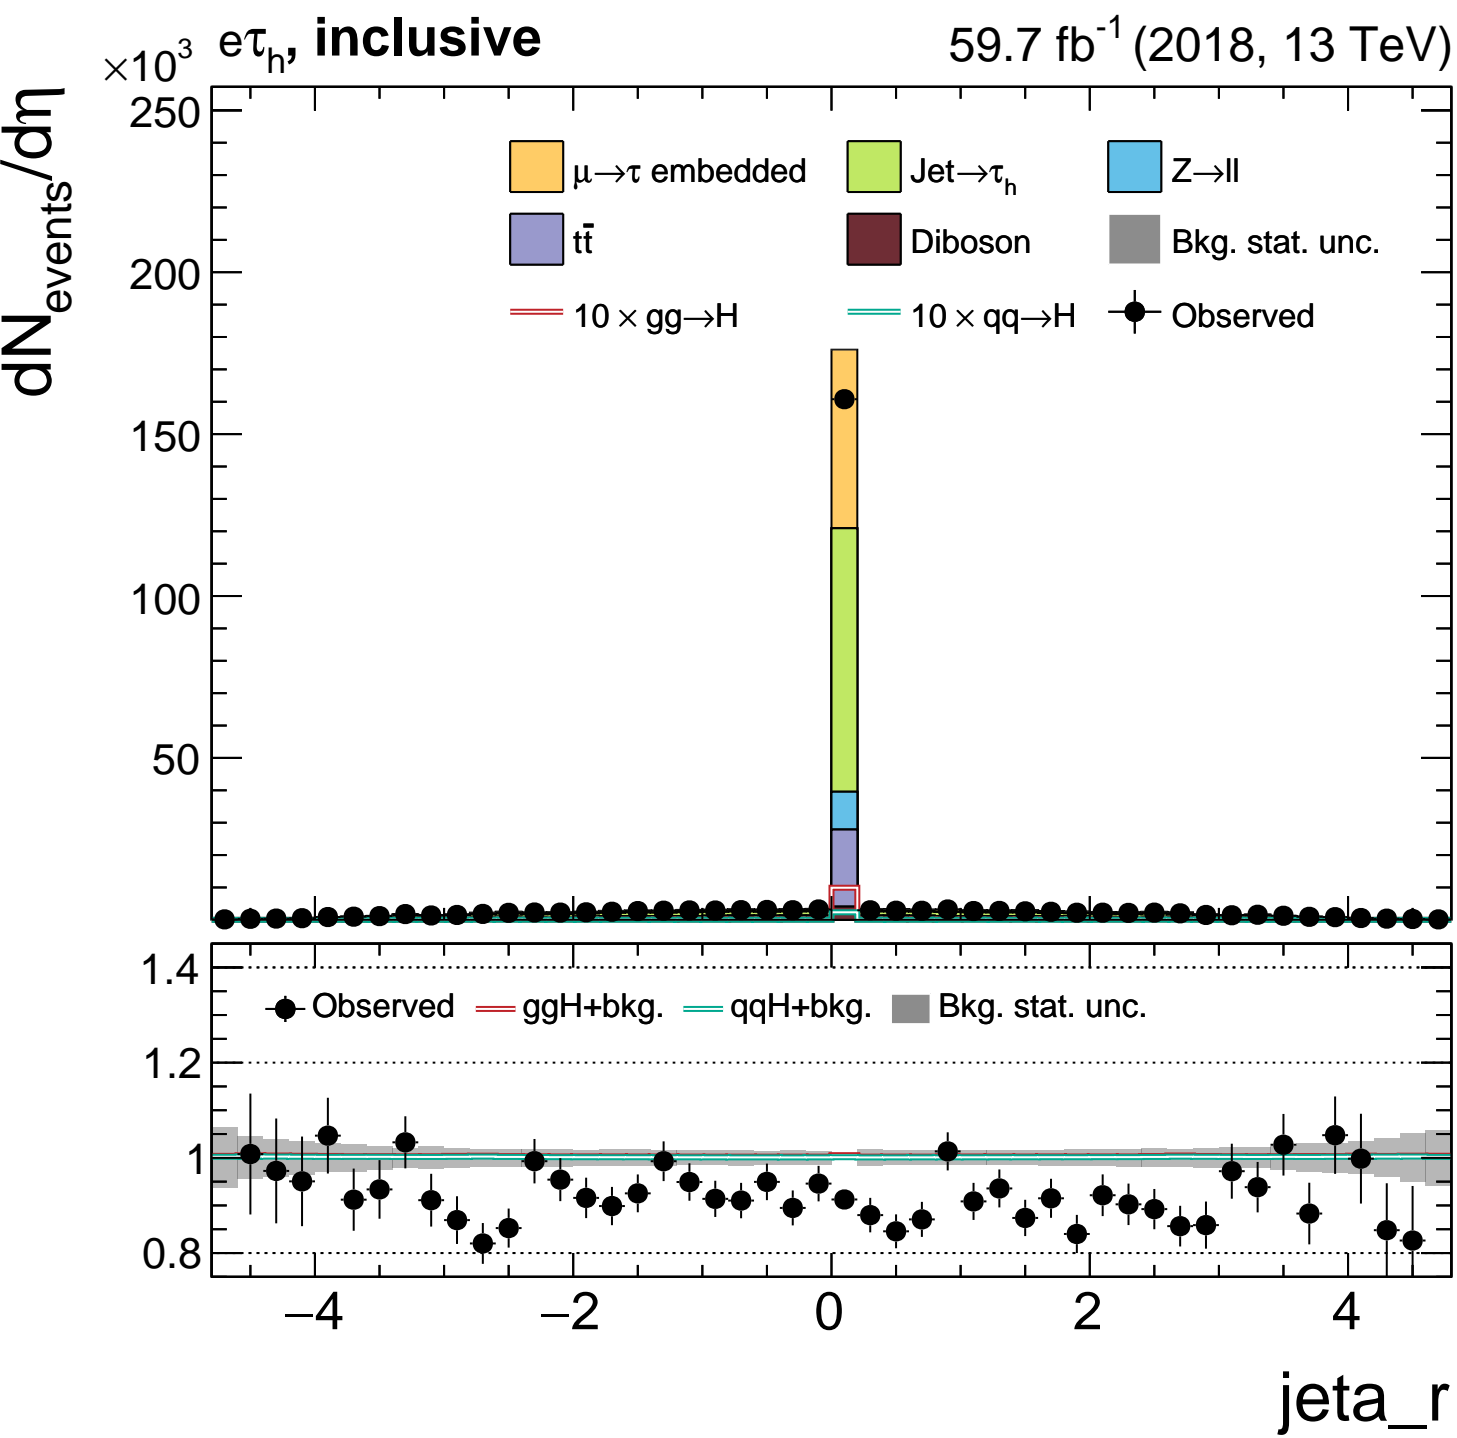 ×10³ eτₕ, inclusive 59.7 fb⁻¹ (2018, 13 TeV)
dN_events/dη
250
200
150
100
50
μ→τ embedded Jet→τₕ Z→ll
tt̄ Diboson Bkg. stat. unc.
10 × gg→H 10 × qq→H Observed
1.4
1.2
1
0.8
Observed ggH+bkg. qqH+bkg. Bkg. stat. unc.
−4 −2 0 2 4
jeta_r